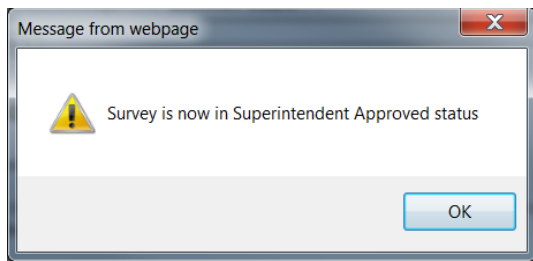 Message from webpage
Survey is now in Superintendent Approved status
OK